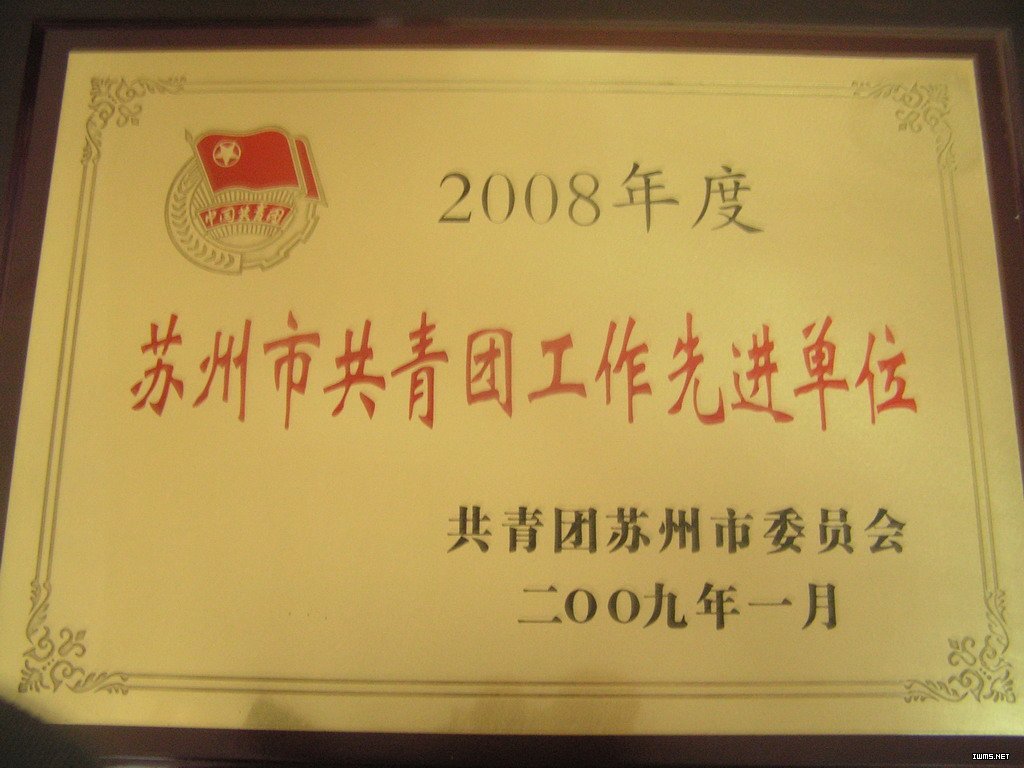 2008年度
中国共青团
苏州市共青团工作先进单位
共青团苏州市委员会
二OO九年一月
IWMS.NET